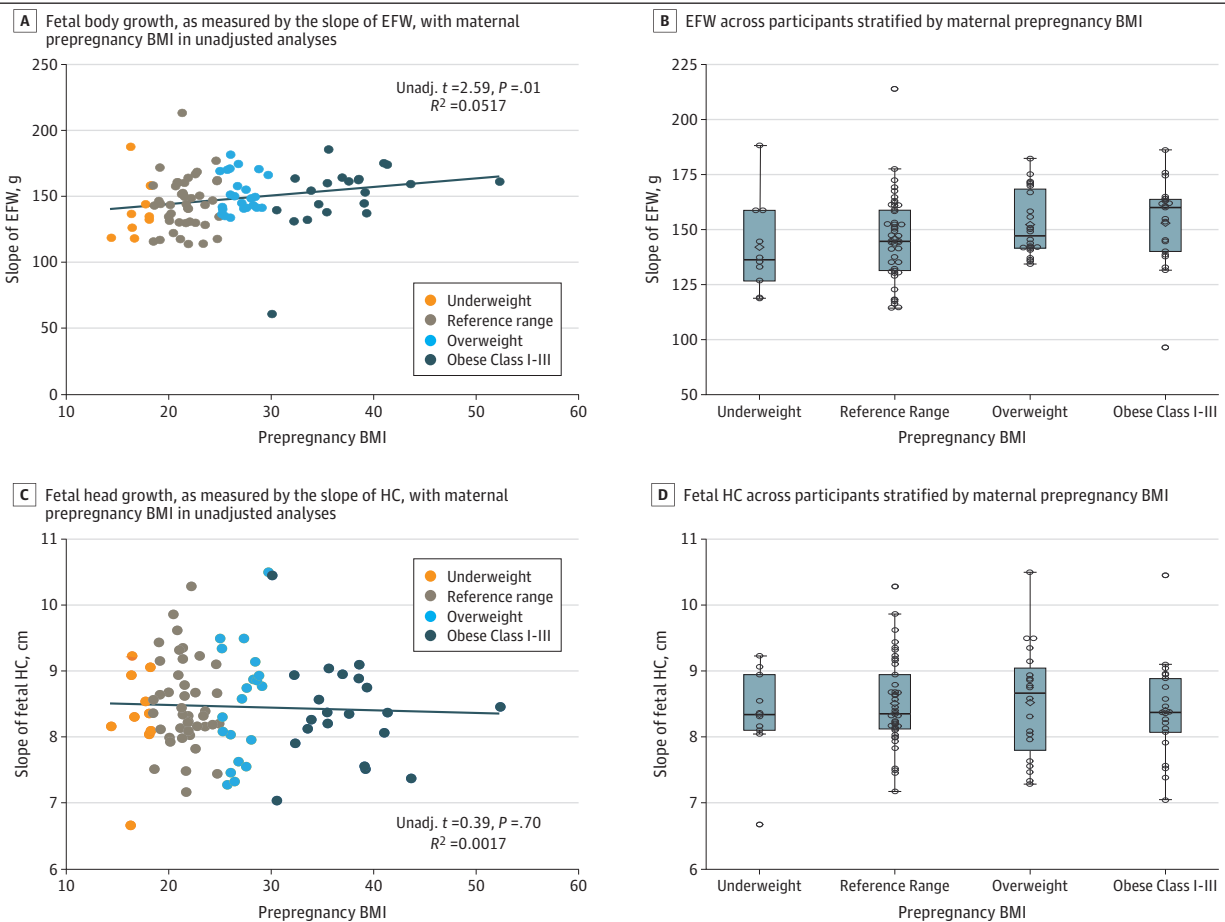 A Fetal body growth, as measured by the slope of EFW, with maternal
prepregnancy BMI in unadjusted analyses
250
200
150
100
50
0
Slope of EFW, g
Unadj. t =2.59, P =.01
R2 =0.0517
Underweight
Reference range
Overweight
Obese Class I-III
10 20 30 40 50 60
Prepregnancy BMI
B EFW across participants stratified by maternal prepregnancy BMI
225
200
175
150
125
100
50
Slope of EFW, g
Underweight Reference Range Overweight Obese Class I-III
Prepregnancy BMI
C Fetal head growth, as measured by the slope of HC, with maternal
prepregnancy BMI in unadjusted analyses
11
10
9
8
7
6
Slope of fetal HC, cm
Underweight
Reference range
Overweight
Obese Class I-III
Unadj. t =0.39, P =.70
R2 =0.0017
10 20 30 40 50 60
Prepregnancy BMI
D Fetal HC across participants stratified by maternal prepregnancy BMI
11
10
9
8
7
6
Slope of fetal HC, cm
Underweight Reference Range Overweight Obese Class I-III
Prepregnancy BMI